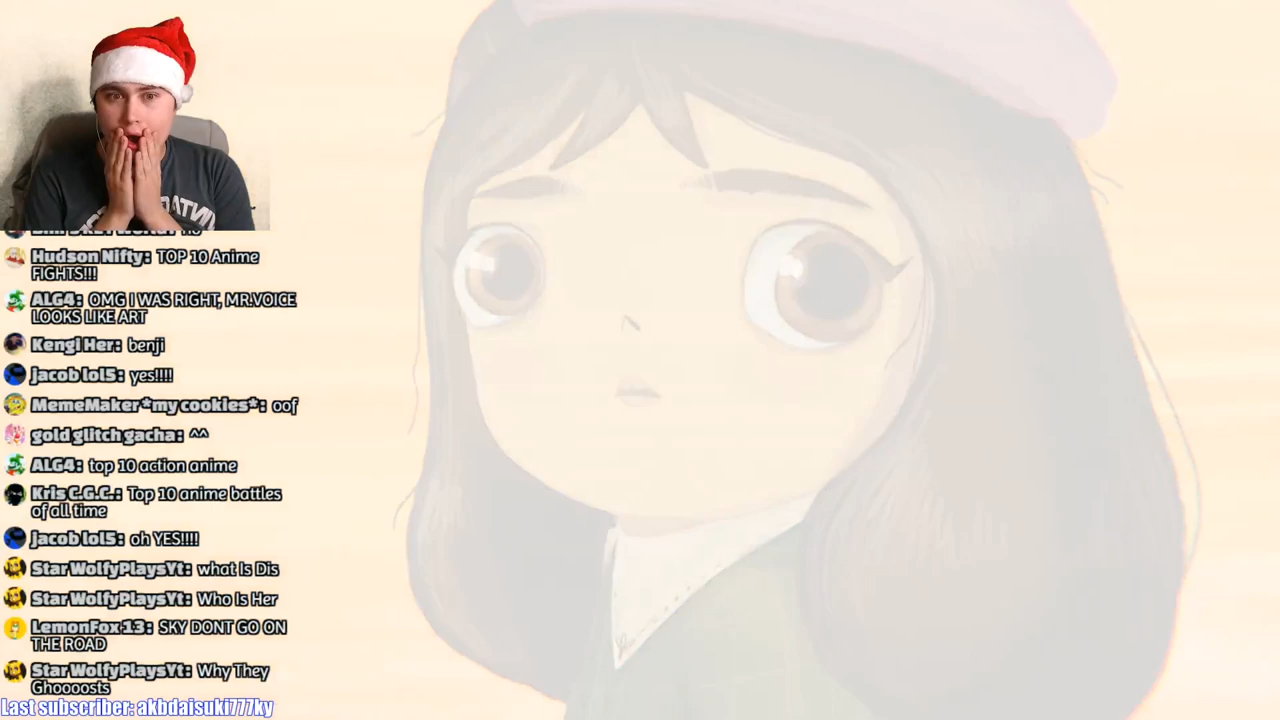 Hudson Nifty: TOP 10 Anime
FIGHTS!!!
ALG4: OMG I WAS RIGHT, MR.VOICE
LOOKS LIKE ART
Kengi Her: benji
jacob lol5: yes!!!!
MemeMaker *my cookies*: oof
gold glitch gacha: ^^
ALG4: top 10 action anime
Kris C.G.C.: Top 10 anime battles
of all time
jacob lol5: oh YES!!!!
StarWolfyPlaysYt: what Is Dis
StarWolfyPlaysYt: Who Is Her
LemonFox13: SKY DONT GO ON
THE ROAD
StarWolfyPlaysYt: Why They
Ghoooosts
Last subscriber: akbdaisuki777ky